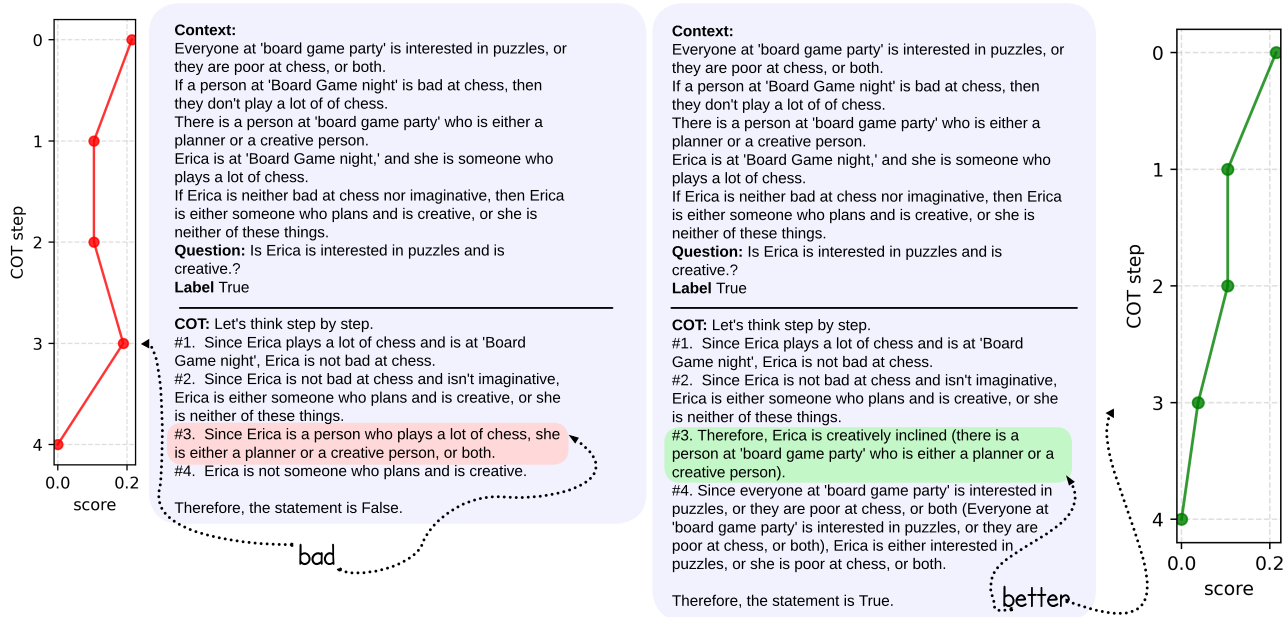 0
1
2
3
4
COT step
0.0
0.2
score
Context:
Everyone at 'board game party' is interested in puzzles, or
they are poor at chess, or both.
If a person at 'Board Game night' is bad at chess, then
they don't play a lot of of chess.
There is a person at 'board game party' who is either a
planner or a creative person.
Erica is at 'Board Game night,' and she is someone who
plays a lot of chess.
If Erica is neither bad at chess nor imaginative, then Erica
is either someone who plans and is creative, or she is
neither of these things.
Question: Is Erica is interested in puzzles and is
creative.?
Label True
COT: Let's think step by step.
#1.  Since Erica plays a lot of chess and is at 'Board
Game night', Erica is not bad at chess.
#2.  Since Erica is not bad at chess and isn't imaginative,
Erica is either someone who plans and is creative, or she
is neither of these things.
#3.  Since Erica is a person who plays a lot of chess, she
is either a planner or a creative person, or both.
#4.  Erica is not someone who plans and is creative.
Therefore, the statement is False.
bad
Context:
Everyone at 'board game party' is interested in puzzles, or
they are poor at chess, or both.
If a person at 'Board Game night' is bad at chess, then
they don't play a lot of of chess.
There is a person at 'board game party' who is either a
planner or a creative person.
Erica is at 'Board Game night,' and she is someone who
plays a lot of chess.
If Erica is neither bad at chess nor imaginative, then Erica
is either someone who plans and is creative, or she is
neither of these things.
Question: Is Erica is interested in puzzles and is
creative.?
Label True
COT: Let's think step by step.
#1.  Since Erica plays a lot of chess and is at 'Board
Game night', Erica is not bad at chess.
#2.  Since Erica is not bad at chess and isn't imaginative,
Erica is either someone who plans and is creative, or she
is neither of these things.
#3. Therefore, Erica is creatively inclined (there is a
person at 'board game party' who is either a planner or a
creative person).
#4. Since everyone at 'board game party' is interested in
puzzles, or they are poor at chess, or both (Everyone at
'board game party' is interested in puzzles, or they are
poor at chess, or both), Erica is either interested in
puzzles, or she is poor at chess, or both.
Therefore, the statement is True.
better
0
1
2
3
4
COT step
0.0
0.2
score